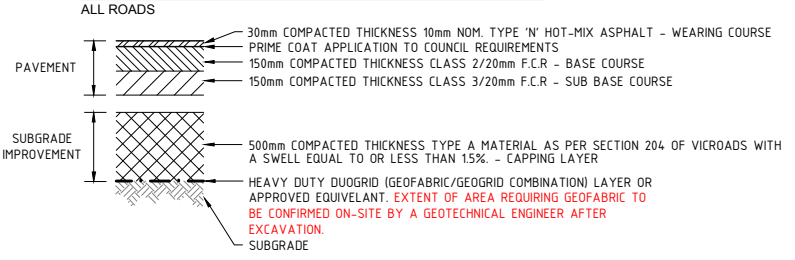 ALL ROADS
30mm COMPACTED THICKNESS 10mm NOM. TYPE 'N' HOT-MIX ASPHALT - WEARING COURSE
PRIME COAT APPLICATION TO COUNCIL REQUIREMENTS
PAVEMENT
150mm COMPACTED THICKNESS CLASS 2/20mm F.C.R - BASE COURSE
150mm COMPACTED THICKNESS CLASS 3/20mm F.C.R - SUB BASE COURSE
SUBGRADE
IMPROVEMENT
500mm COMPACTED THICKNESS TYPE A MATERIAL AS PER SECTION 204 OF VICROADS WITH
A SWELL EQUAL TO OR LESS THAN 1.5%. - CAPPING LAYER
HEAVY DUTY DUOGRID (GEOFABRIC/GEOGRID COMBINATION) LAYER OR
APPROVED EQUIVELANT. EXTENT OF AREA REQUIRING GEOFABRIC TO
BE CONFIRMED ON-SITE BY A GEOTECHNICAL ENGINEER AFTER
EXCAVATION.
SUBGRADE